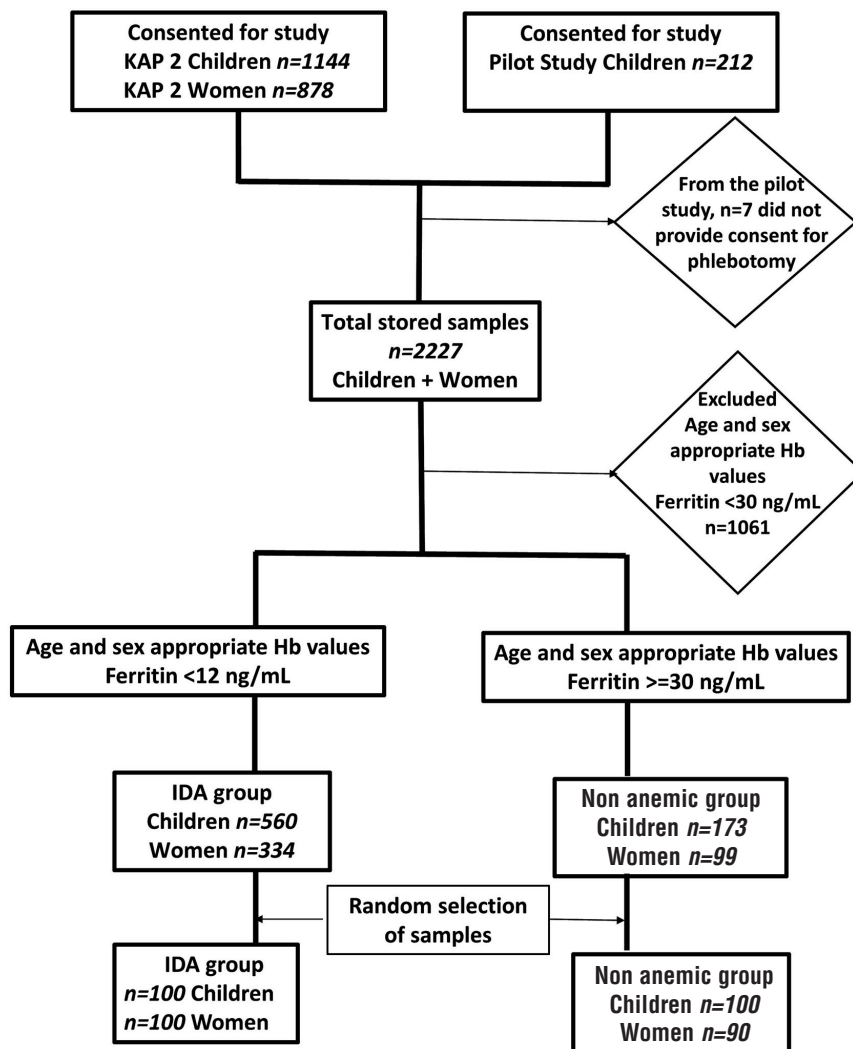 Consented for study
KAP 2 Children n=1144
KAP 2 Women n=878
Consented for study
Pilot Study Children n=212
From the pilot
study, n=7 did not
provide consent for
phlebotomy
Total stored samples
n=2227
Children + Women
Excluded
Age and sex
appropriate Hb
values
Ferritin <30 ng/mL
n=1061
Age and sex appropriate Hb values
Ferritin <12 ng/mL
Age and sex appropriate Hb values
Ferritin >=30 ng/mL
IDA group
Children n=560
Women n=334
Non anemic group
Children n=173
Women n=99
Random selection
of samples
IDA group
n=100 Children
n=100 Women
Non anemic group
Children n=100
Women n=90